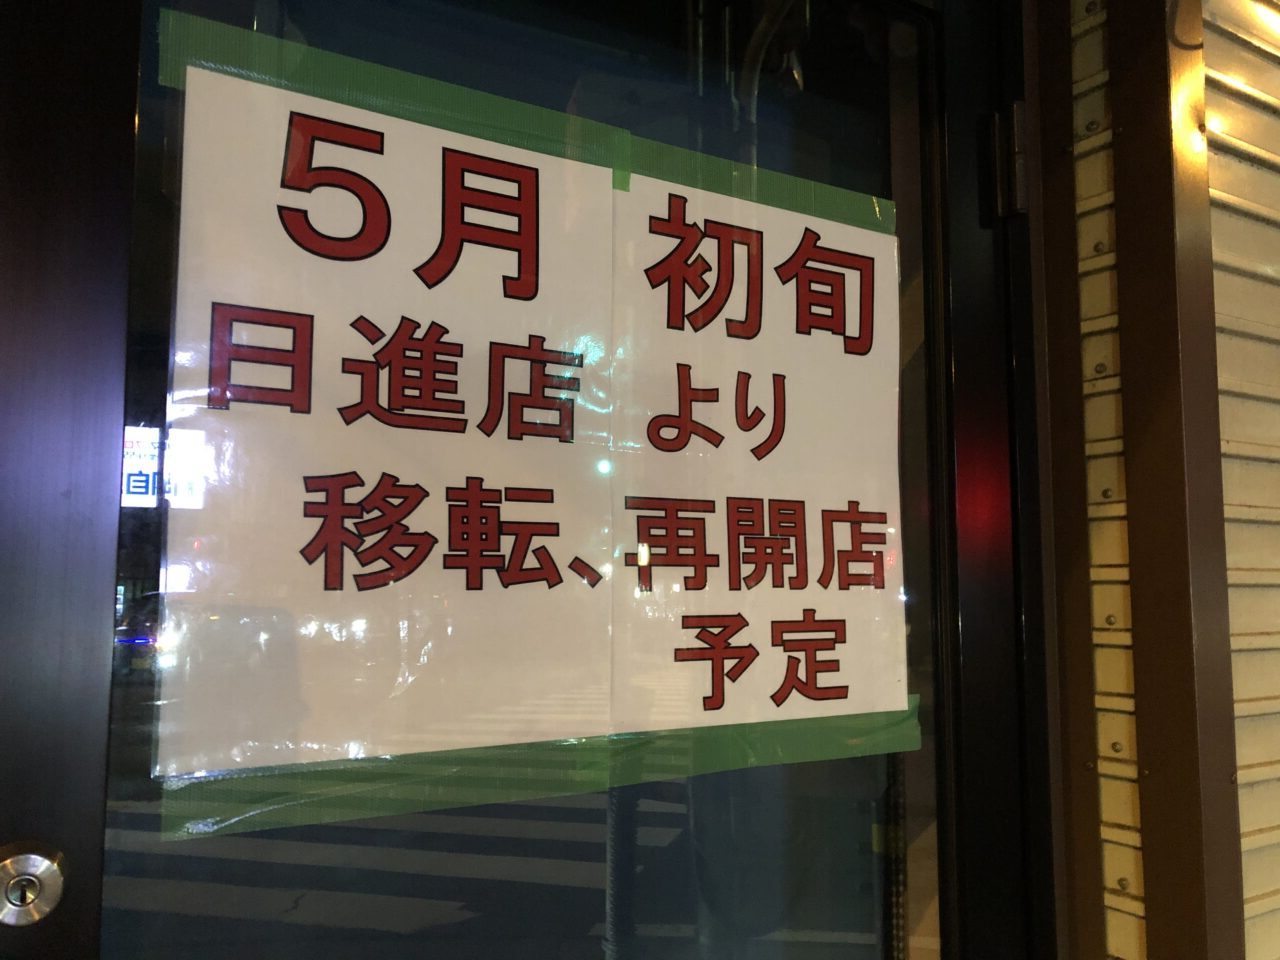 5月 初旬
日進店 より
移転、再開店
予定